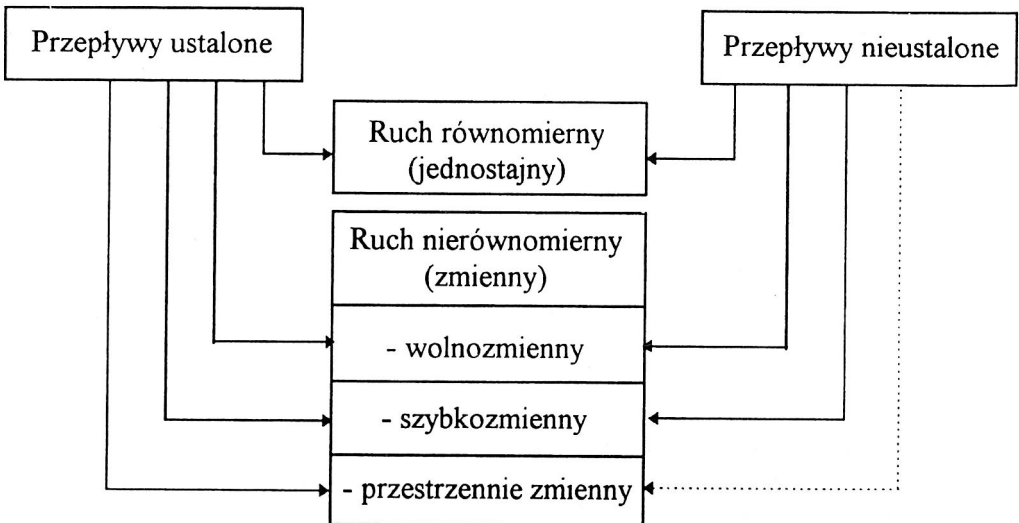 Przepływy ustalone
Przepływy nieustalone
Ruch równomierny
(jednostajny)
Ruch nierównomierny
(zmienny)
- wolnozmienny
- szybkozmienny
- przestrzennie zmienny